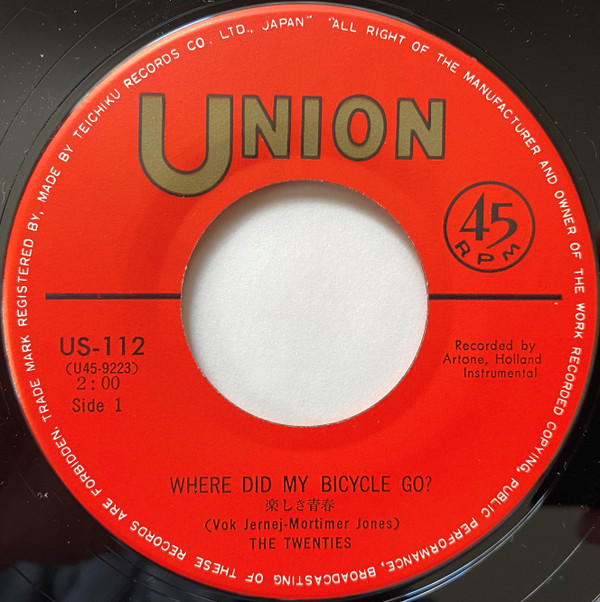 TRADE MARK REGISTERED BY, MADE BY TEICHIKU RECORDS CO., LTD., JAPAN" "ALL RIGHT OF THE MANUFACTURER AND OWNER OF THE WORK RECORDED COPYING, PUBLIC PERFORMANCE, BROADCASTING OF THESE RECORDS ARE FORBIDDEN.
UNION
45
RPM
US-112
(U45-9223)
2:00
Side 1
Recorded by
Artone, Holland
Instrumental
WHERE DID MY BICYCLE GO?
楽しき青春
(Vok Jernej-Mortimer Jones)
THE TWENTIES